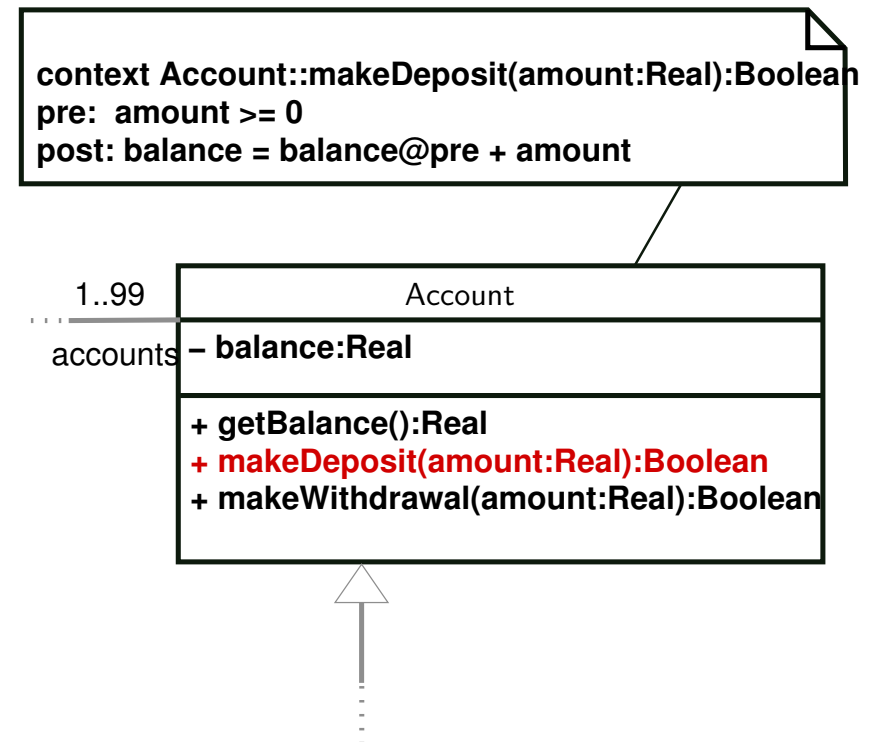 context Account::makeDeposit(amount:Real):Boolean
pre: amount >= 0
post: balance = balance@pre + amount
1..99
Account
accounts
– balance:Real
+ getBalance():Real
+ makeDeposit(amount:Real):Boolean
+ makeWithdrawal(amount:Real):Boolean